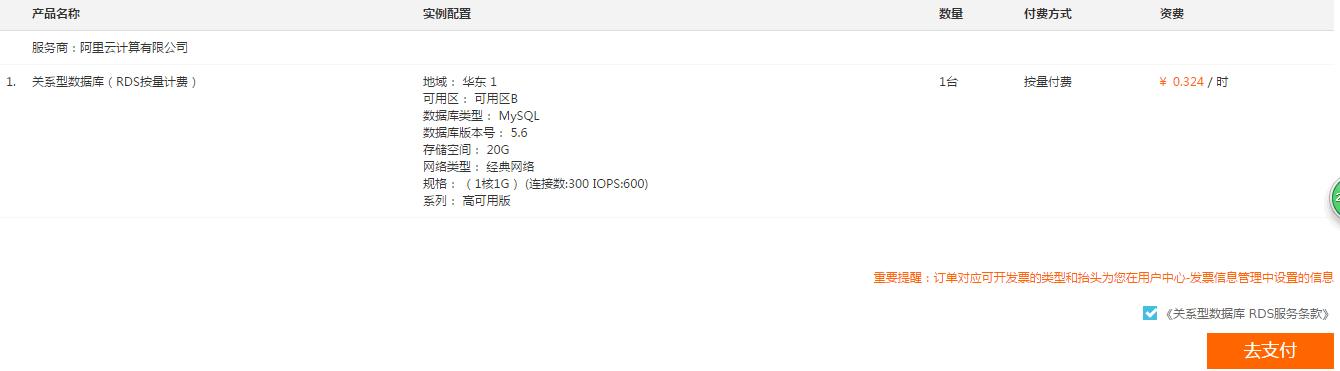 产品名称 实例配置 数量 付费方式 资费
服务商：阿里云计算有限公司
1. 关系型数据库（RDS按量计费） 地域： 华东 1 1台 按量付费 ¥ 0.324 / 时
可用区： 可用区B
数据库类型： MySQL
数据库版本号： 5.6
存储空间： 20G
网络类型： 经典网络
规格： （1核1G）(连接数:300 IOPS:600)
系列： 高可用版
重要提醒：订单对应可开发票的类型和抬头为您在用户中心-发票信息管理中设置的信息
《关系型数据库 RDS服务条款》
去支付